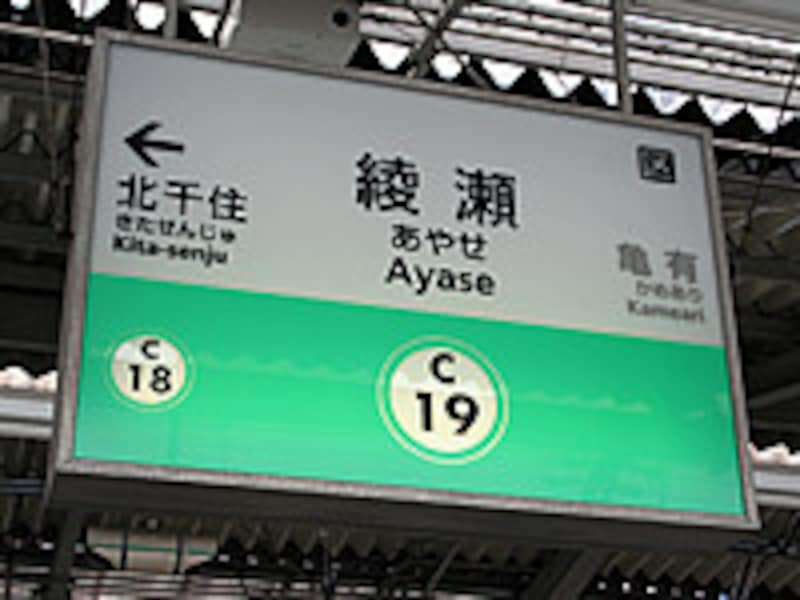 ←
北千住
きたせんじゅ
Kita-senju
綾瀬
あやせ
Ayase
区
亀有
かめあり
Kameari
C
18
C
19